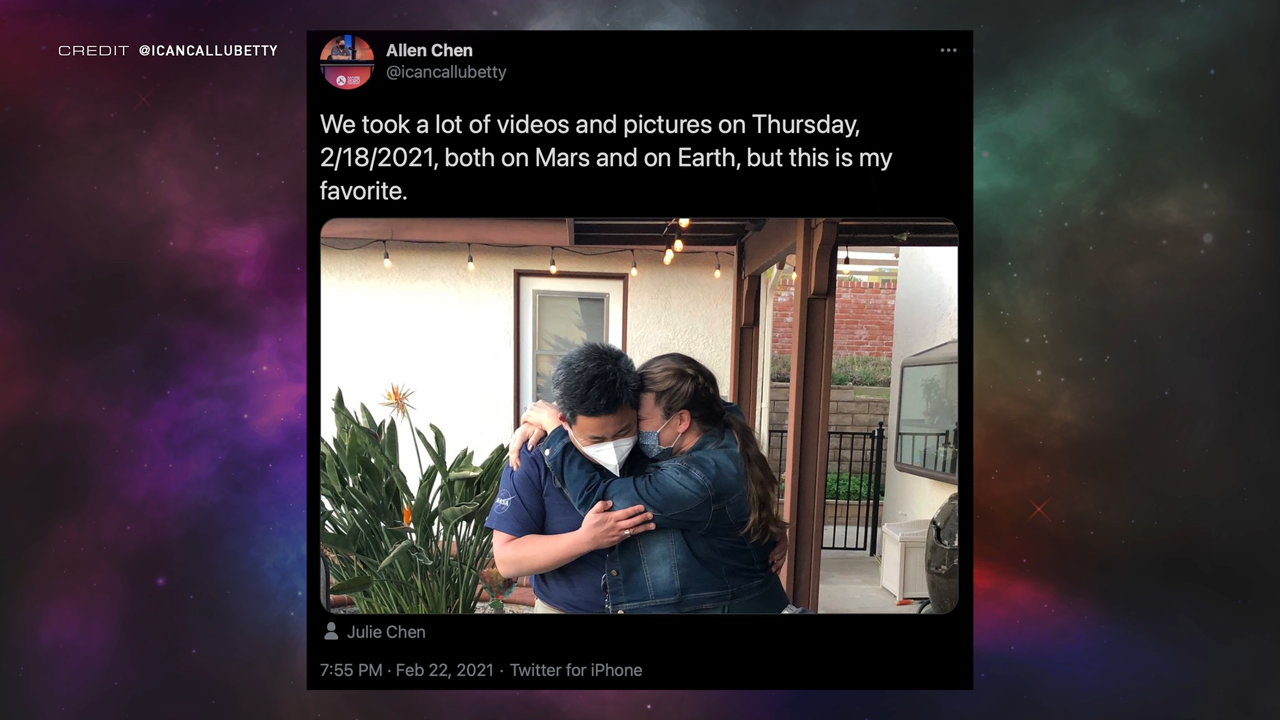 CREDIT @ICANCALLUBETTY
Allen Chen
@icancallubetty
We took a lot of videos and pictures on Thursday,
2/18/2021, both on Mars and on Earth, but this is my
favorite.
NASA
Julie Chen
7:55 PM · Feb 22, 2021 · Twitter for iPhone